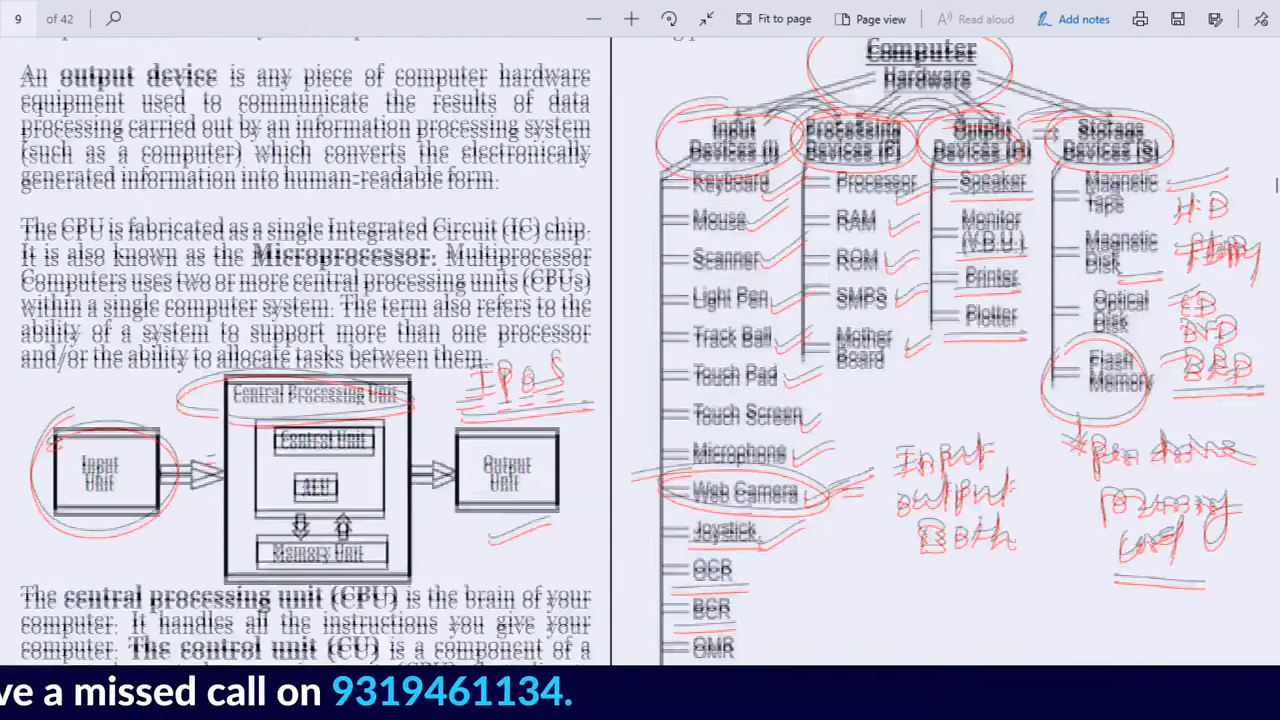 9 of 42
Fit to page
Page view
Read aloud
Add notes
An output device is any piece of computer hardware
equipment used to communicate the results of data
processing carried out by an information processing system
(such as a computer) which converts the electronically
generated information into human-readable form.
The CPU is fabricated as a single Integrated Circuit (IC) chip.
It is also known as the Microprocessor. Multiprocessor
Computers uses two or more central processing units (CPUs)
within a single computer system. The term also refers to the
ability of a system to support more than one processor
and/or the ability to allocate tasks between them.
IPOS
Central Processing Unit
Control Unit
Input
Unit
ALU
Output
Unit
Memory Unit
The central processing unit (CPU) is the brain of your
computer. It handles all the instructions you give your
computer. The control unit (CU) is a component of a
Computer
Hardware
Input
Devices (I)
Processing
Devices (P)
Output
Devices (O)
Storage
Devices (S)
Keyboard
Mouse
Scanner
Light Pen
Track Ball
Touch Pad
Touch Screen
Microphone
Web Camera
Joystick
OCR
BCR
OMR
Processor
RAM
ROM
SMPS
Mother
Board
Speaker
Monitor
(V.D.U.)
Printer
Plotter
Magnetic
Tape
Magnetic
Disk
Optical
Disk
Flash
Memory
H.D
Floppy
CD
DVD
BRD
Input
output
Both
*pen drive
memory
card
ve a missed call on 9319461134.